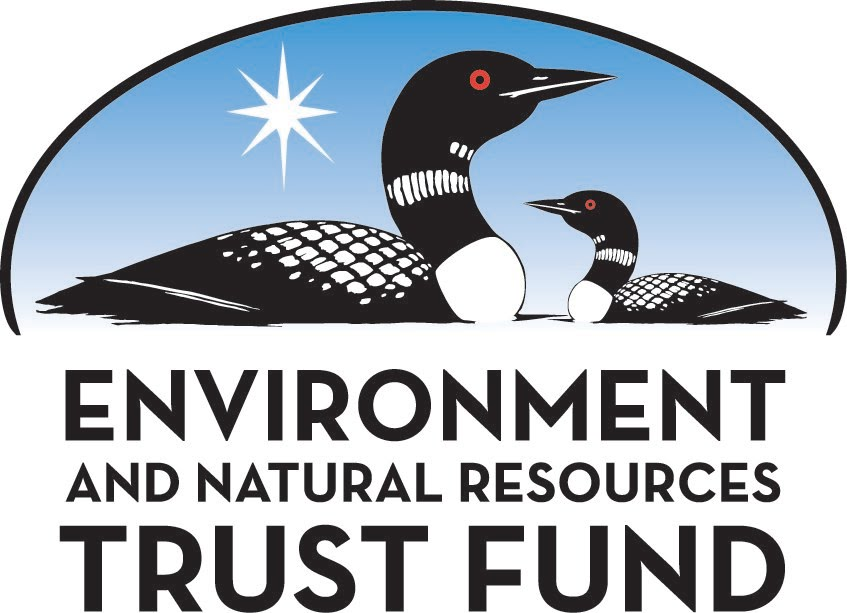 ENVIRONMENT
AND NATURAL RESOURCES
TRUST FUND